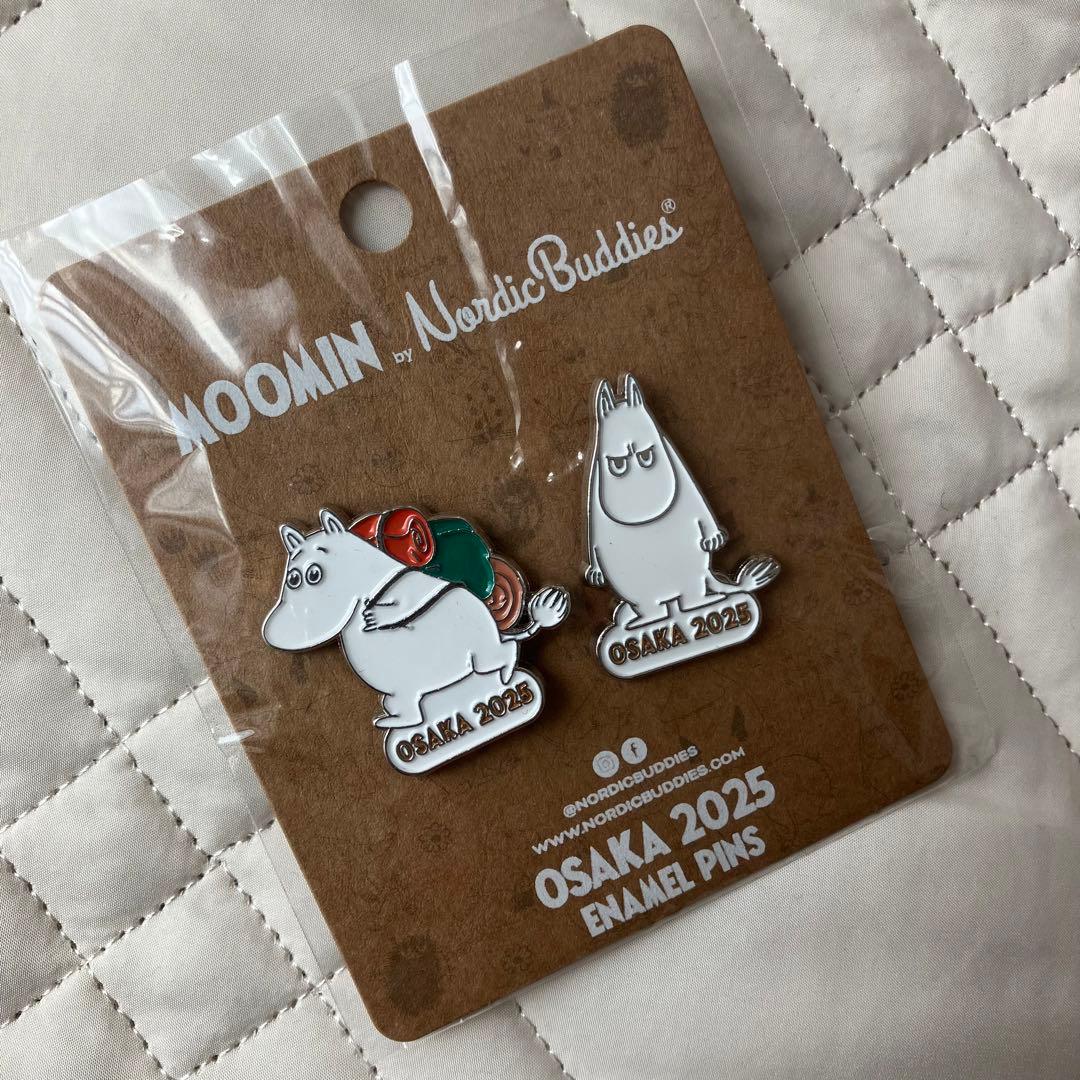 MOOMIN by NordicBuddies®
OSAKA 2025
OSAKA 2025
@NORDICBUDDIES
WWW.NORDICBUDDIES.COM
OSAKA 2025
ENAMEL PINS